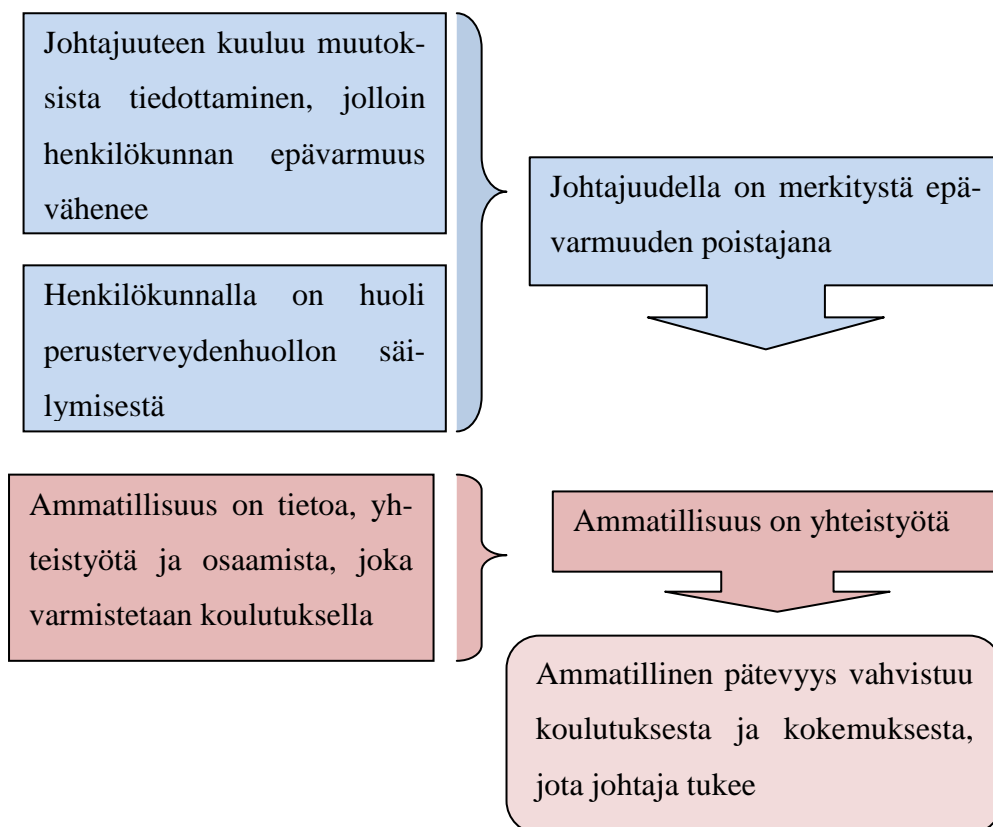 Johtajuuteen kuuluu muutok-
sista tiedottaminen, jolloin
henkilökunnan epävarmuus
vähenee
Henkilökunnalla on huoli
perusterveydenhuollon säi-
lymisestä
Johtajuudella on merkitystä epä-
varmuuden poistajana
Ammatillisuus on tietoa, yh-
teistyötä ja osaamista, joka
varmistetaan koulutuksella
Ammatillisuus on yhteistyötä
Ammatillinen pätevyys vahvistuu
koulutuksesta ja kokemuksesta,
jota johtaja tukee